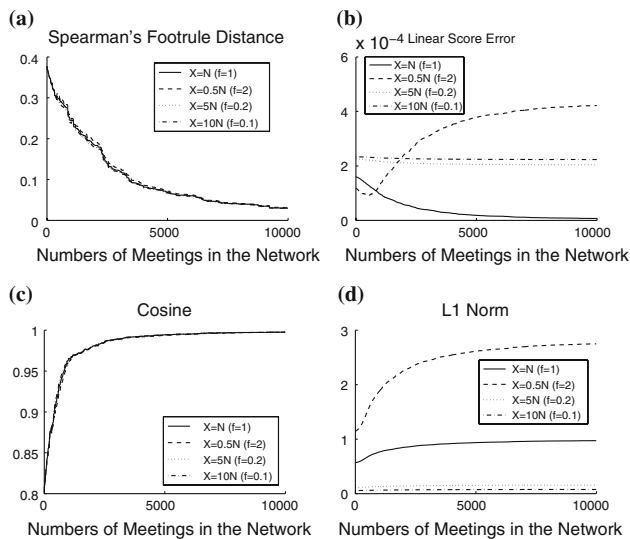 (a)
Spearman's Footrule Distance
0.4
0.3
0.2
0.1
0
0
5000
10000
X=N (f=1)
X=0.5N (f=2)
X=5N (f=0.2)
X=10N (f=0.1)
Numbers of Meetings in the Network
(b)
x 10⁻⁴ Linear Score Error
6
4
2
0
0
5000
10000
X=N (f=1)
X=0.5N (f=2)
X=5N (f=0.2)
X=10N (f=0.1)
Numbers of Meetings in the Network
(c)
Cosine
1
0.95
0.9
0.85
0.8
0
5000
10000
X=N (f=1)
X=0.5N (f=2)
X=5N (f=0.2)
X=10N (f=0.1)
Numbers of Meetings in the Network
(d)
L1 Norm
3
2
1
0
0
5000
10000
X=N (f=1)
X=0.5N (f=2)
X=5N (f=0.2)
X=10N (f=0.1)
Numbers of Meetings in the Network